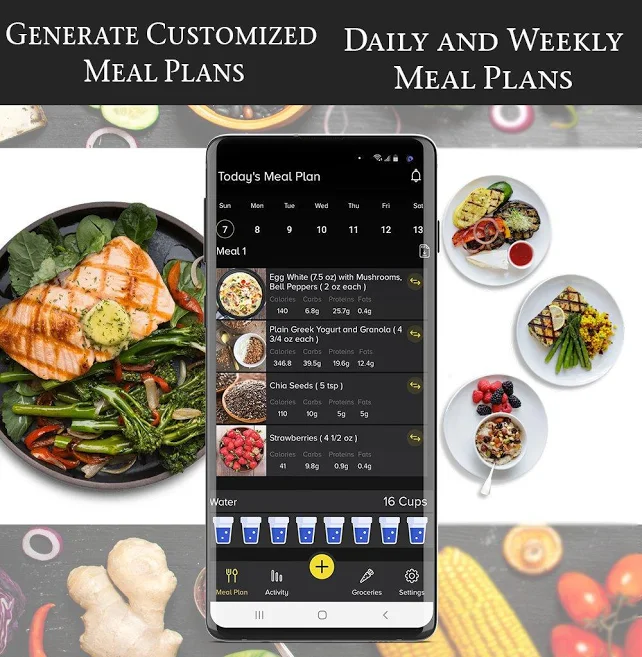 GENERATE CUSTOMIZED
MEAL PLANS
DAILY AND WEEKLY
MEAL PLANS
Today's Meal Plan
Sun Mon Tue Wed Thu Fri Sat
7 8 9 10 11 12 13
Meal 1
Egg White (7.5 oz) with Mushrooms,
Bell Peppers ( 2 oz each )
Calories Carbs Proteins Fats
140 6.8g 25.7g 0.4g
Plain Greek Yogurt and Granola ( 4
3/4 oz each )
Calories Carbs Proteins Fats
346.8 39.5g 19.6g 12.4g
Chia Seeds ( 5 tsp )
Calories Carbs Proteins Fats
110 10g 5g 5g
Strawberries ( 4 1/2 oz )
Calories Carbs Proteins Fats
41 9.8g 0.9g 0.4g
Water 16 Cups
Meal Plan Activity Groceries Settings